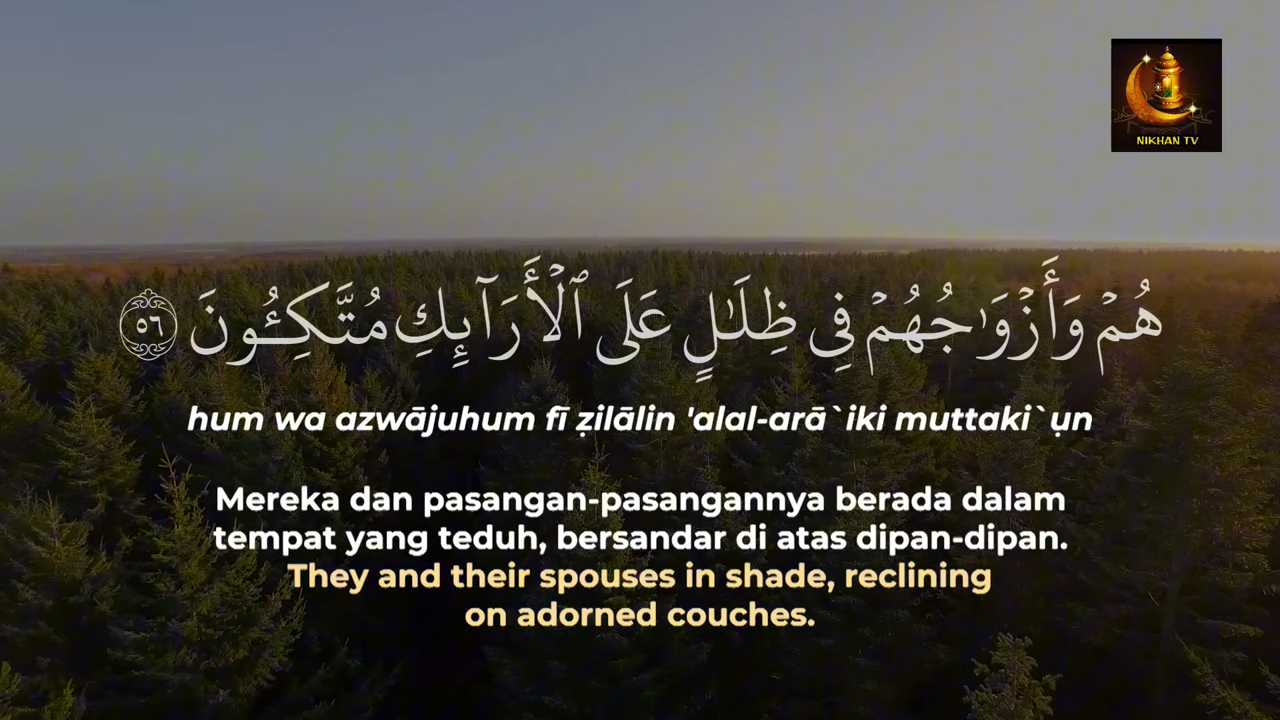 NIKHAN TV
هُمْ وَأَزْوَٰجُهُمْ فِى ظِلَـٰلٍ عَلَى ٱلْأَرَآئِكِ مُتَّكِـُٔونَ ٥٦
hum wa azwājuhum fī ẓilālin 'alal-arā`iki muttaki`ụn
Mereka dan pasangan-pasangannya berada dalam
tempat yang teduh, bersandar di atas dipan-dipan.
They and their spouses in shade, reclining
on adorned couches.